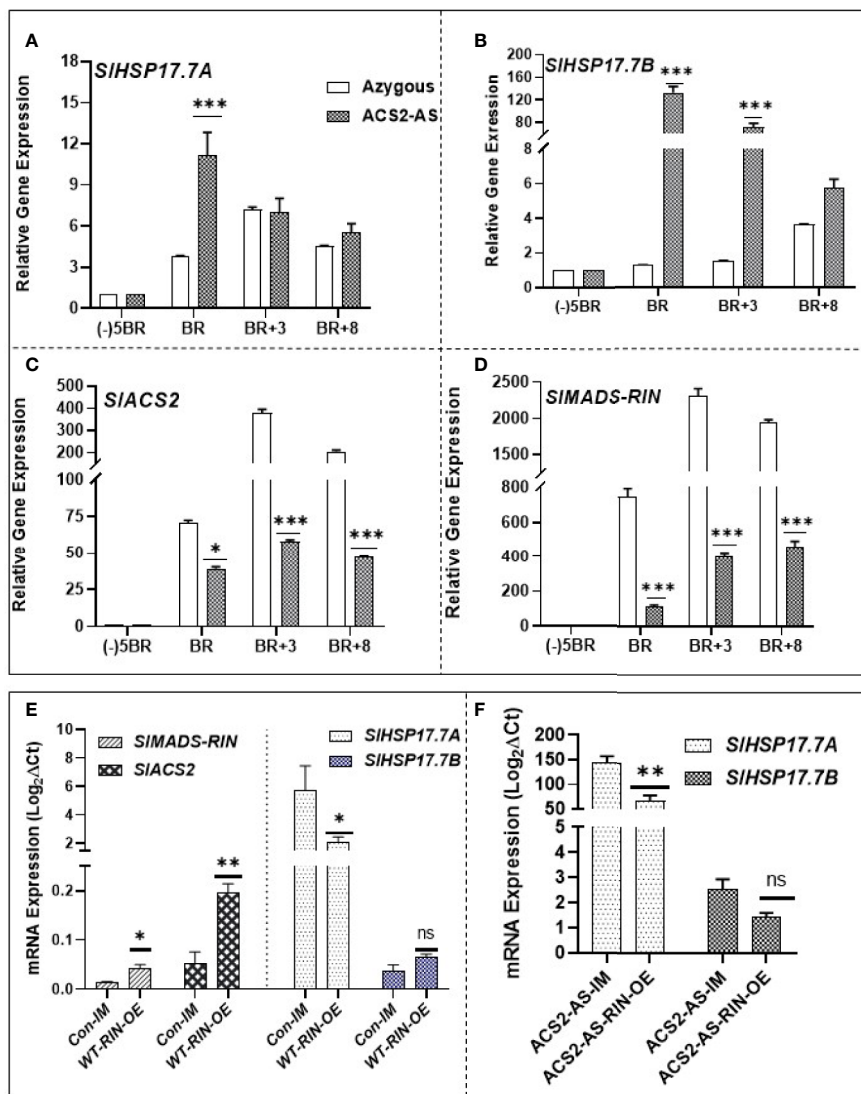 A
SlHSP17.7A
Relative Gene Expression
18
15
12
9
6
3
0
***
Azygous
ACS2-AS
(-)5BR BR BR+3 BR+8
B
SlHSP17.7B
Relative Gene Expression
200
160
120
80
6
4
2
0
***
***
(-)5BR BR BR+3 BR+8
C
SlACS2
Relative Gene Expression
500
400
300
200
100
75
50
25
0
*
***
***
(-)5BR BR BR+3 BR+8
D
SlMADS-RIN
Relative Gene Expression
2500
2000
1500
800
600
400
200
0
***
***
***
(-)5BR BR BR+3 BR+8
E
mRNA Expression (Log2ΔCt)
10
8
6
4
2
0.2
0.1
0.0
SlMADS-RIN
SlACS2
SlHSP17.7A
SlHSP17.7B
*
**
*
ns
Con-IM WT-RIN-OE Con-IM WT-RIN-OE Con-IM WT-RIN-OE Con-IM WT-RIN-OE
F
mRNA Expression (Log2ΔCt)
200
150
100
50
5
4
3
2
1
0
SlHSP17.7A
SlHSP17.7B
**
ns
ACS2-AS-IM ACS2-AS-RIN-OE ACS2-AS-IM ACS2-AS-RIN-OE